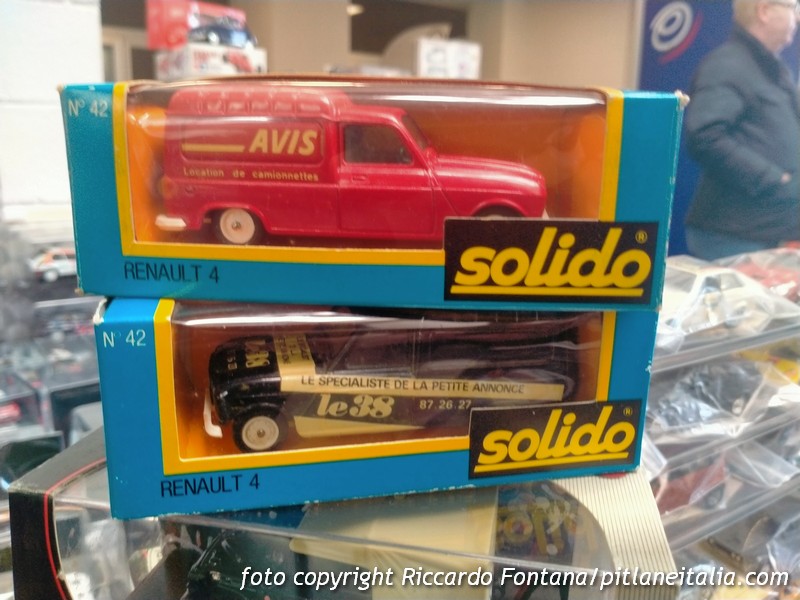 N° 42
AVIS
Location de camionnettes
RENAULT 4
solido®
N° 42
LE SPECIALISTE DE LA PETITE ANNONCE
le38
87.26.27
solido®
RENAULT 4
foto copyright Riccardo Fontana/pitlaneitalia.com